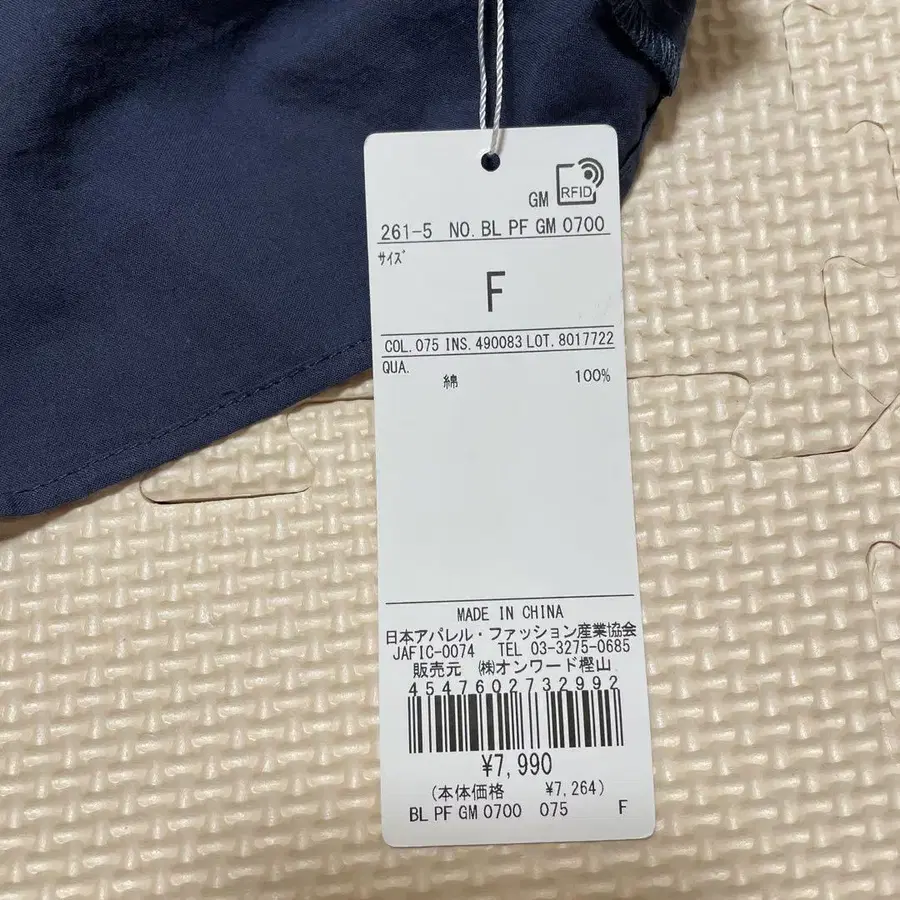 GM RFID
261-5 NO. BL PF GM 0700
ｻｲｽﾞ
F
COL. 075 INS. 490083 LOT. 8017722
QUA.
綿 100%
MADE IN CHINA
日本アパレル・ファッション産業協会
JAFIC-0074 TEL 03-3275-0685
販売元 ㈱オンワード樫山
4547602732992
¥7,990
(本体価格 ¥7,264)
BL PF GM 0700 075 F